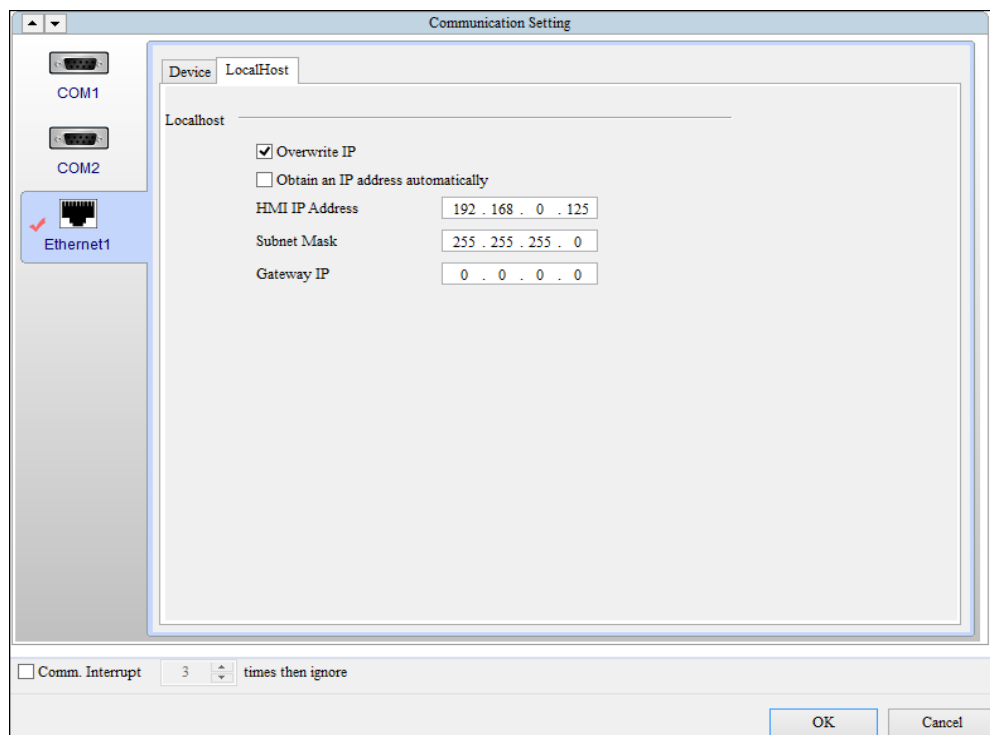 Communication Setting
COM1
COM2
Ethernet1
Device LocalHost
Localhost
Overwrite IP
Obtain an IP address automatically
HMI IP Address 192 . 168 . 0 . 125
Subnet Mask 255 . 255 . 255 . 0
Gateway IP 0 . 0 . 0 . 0
Comm. Interrupt 3 times then ignore
OK Cancel